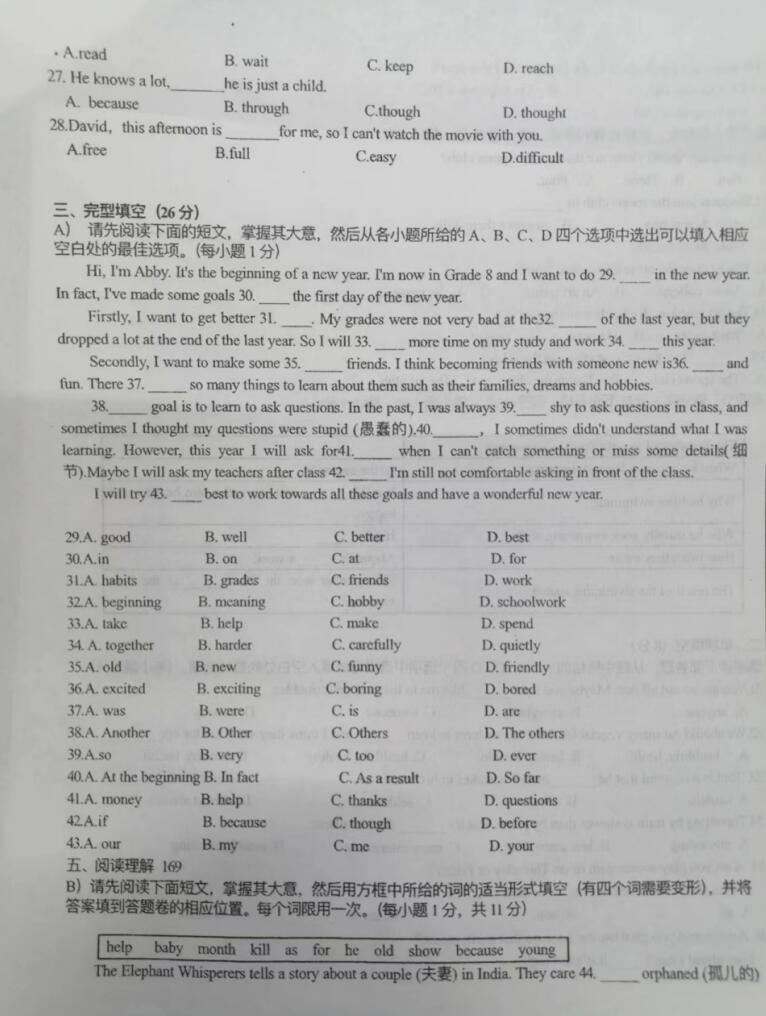 A.read B. wait C. keep D. reach
27. He knows a lot,_______he is just a child.
A. because B. through C.though D. thought
28.David, this afternoon is _______for me, so I can't watch the movie with you.
A.free B.full C.easy D.difficult
三、完型填空 (26 分)
A) 请先阅读下面的短文，掌握其大意，然后从各小题所给的 A、B、C、D 四个选项中选出可以填入相应
空白处的最佳选项。(每小题 1 分)
Hi, I'm Abby. It's the beginning of a new year. I'm now in Grade 8 and I want to do 29. ____ in the new year.
In fact, I've made some goals 30. ____ the first day of the new year.
Firstly, I want to get better 31. ____. My grades were not very bad at the32. _____ of the last year, but they
dropped a lot at the end of the last year. So I will 33. ____ more time on my study and work 34. ____ this year.
Secondly, I want to make some 35. _____ friends. I think becoming friends with someone new is36. ____ and
fun. There 37. _____ so many things to learn about them such as their families, dreams and hobbies.
38._____ goal is to learn to ask questions. In the past, I was always 39.____ shy to ask questions in class, and
sometimes I thought my questions were stupid (愚蠢的).40.______, I sometimes didn't understand what I was
learning. However, this year I will ask for41._____ when I can't catch something or miss some details( 细
节).Maybe I will ask my teachers after class 42. _____ I'm still not comfortable asking in front of the class.
I will try 43. ____ best to work towards all these goals and have a wonderful new year.
29.A. good B. well C. better D. best
30.A.in B. on C. at D. for
31.A. habits B. grades C. friends D. work
32.A. beginning B. meaning C. hobby D. schoolwork
33.A. take B. help C. make D. spend
34. A. together B. harder C. carefully D. quietly
35.A. old B. new C. funny D. friendly
36.A. excited B. exciting C. boring D. bored
37.A. was B. were C. is D. are
38.A. Another B. Other C. Others D. The others
39.A.so B. very C. too D. ever
40.A. At the beginning B. In fact C. As a result D. So far
41.A. money B. help C. thanks D. questions
42.A.if B. because C. though D. before
43.A. our B. my C. me D. your
五、阅读理解 169
B）请先阅读下面短文，掌握其大意，然后用方框中所给的词的适当形式填空（有四个词需要变形），并将
答案填到答题卷的相应位置。每个词限用一次。(每小题 1 分，共 11 分）
help baby month kill as for he old show because young
The Elephant Whisperers tells a story about a couple (夫妻) in India. They care 44. _____ orphaned (孤儿的)